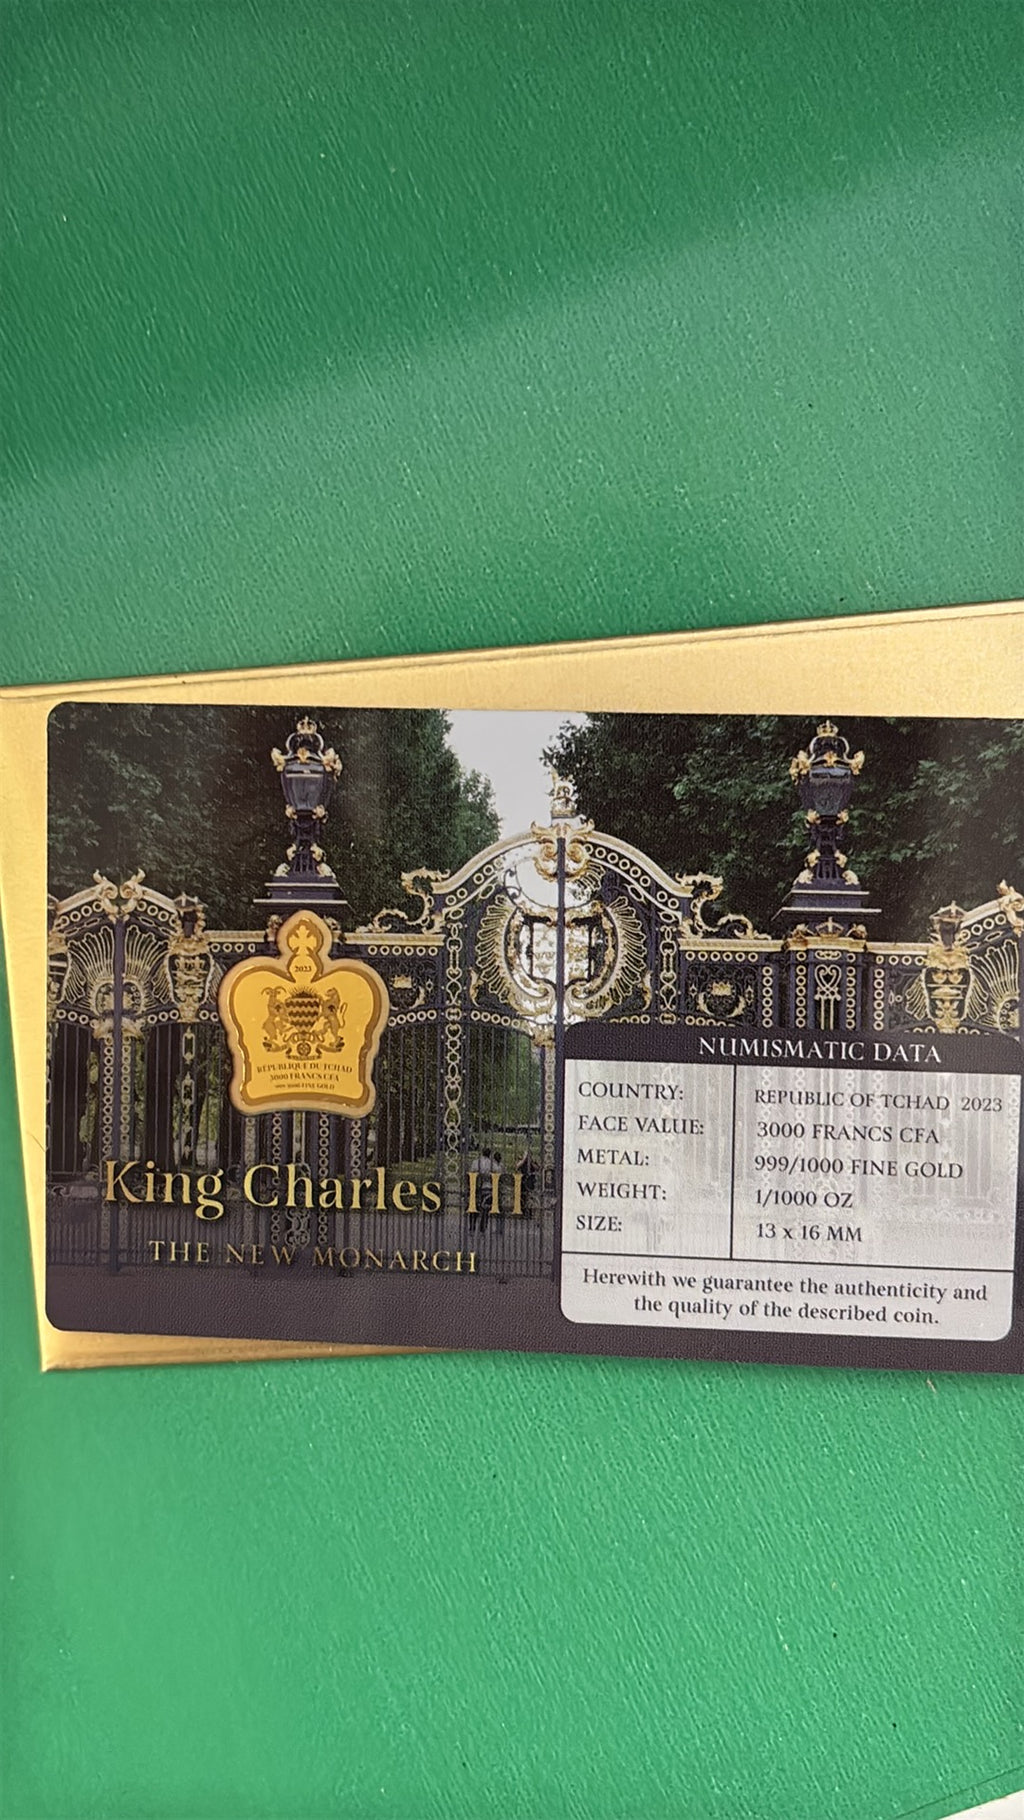 2023
RÉPUBLIQUE DU TCHAD
3000 FRANCS CFA
999/1000 FINE GOLD
King Charles III
THE NEW MONARCH
NUMISMATIC DATA
COUNTRY: REPUBLIC OF TCHAD 2023
FACE VALUE: 3000 FRANCS CFA
METAL: 999/1000 FINE GOLD
WEIGHT: 1/1000 OZ
SIZE: 13 x 16 MM
Herewith we guarantee the authenticity and
the quality of the described coin.